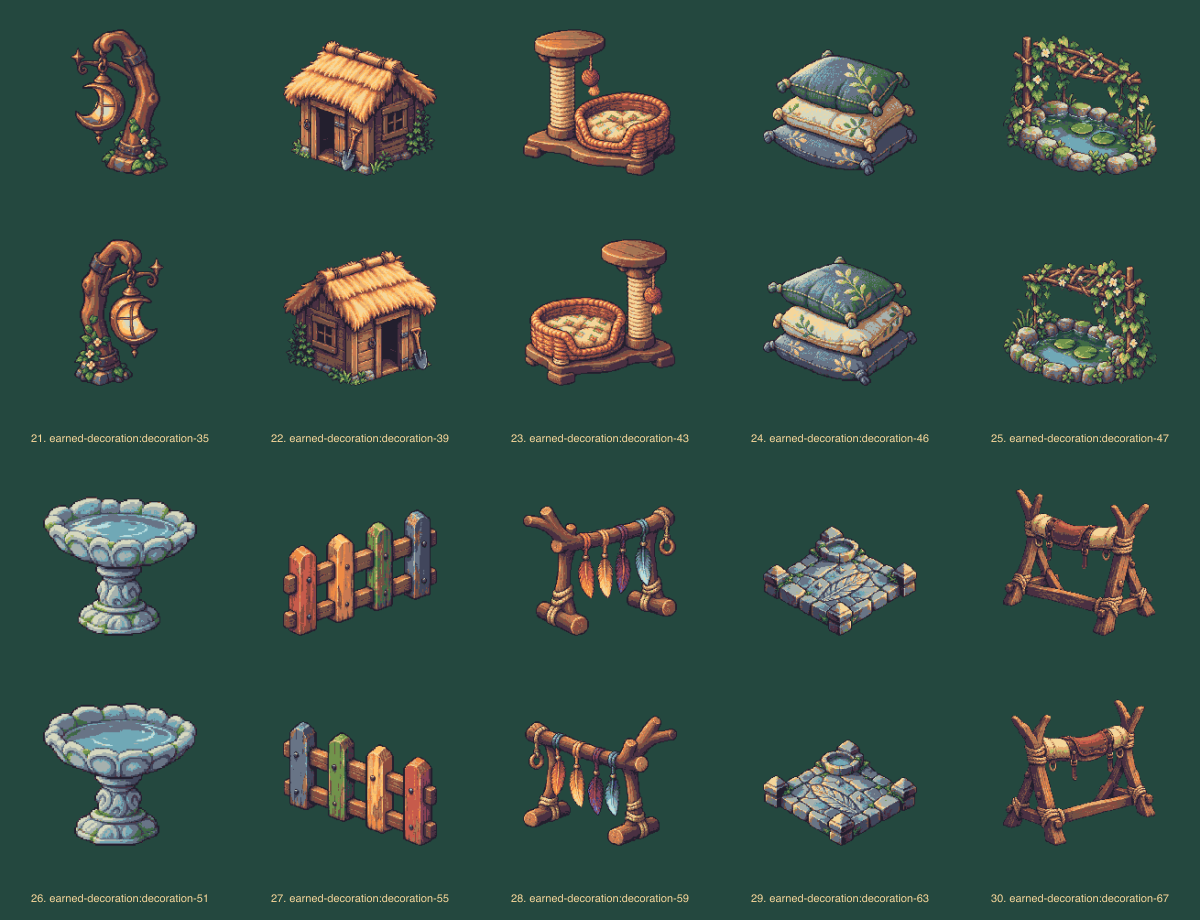 21. earned-decoration:decoration-35
22. earned-decoration:decoration-39
23. earned-decoration:decoration-43
24. earned-decoration:decoration-46
25. earned-decoration:decoration-47
26. earned-decoration:decoration-51
27. earned-decoration:decoration-55
28. earned-decoration:decoration-59
29. earned-decoration:decoration-63
30. earned-decoration:decoration-67